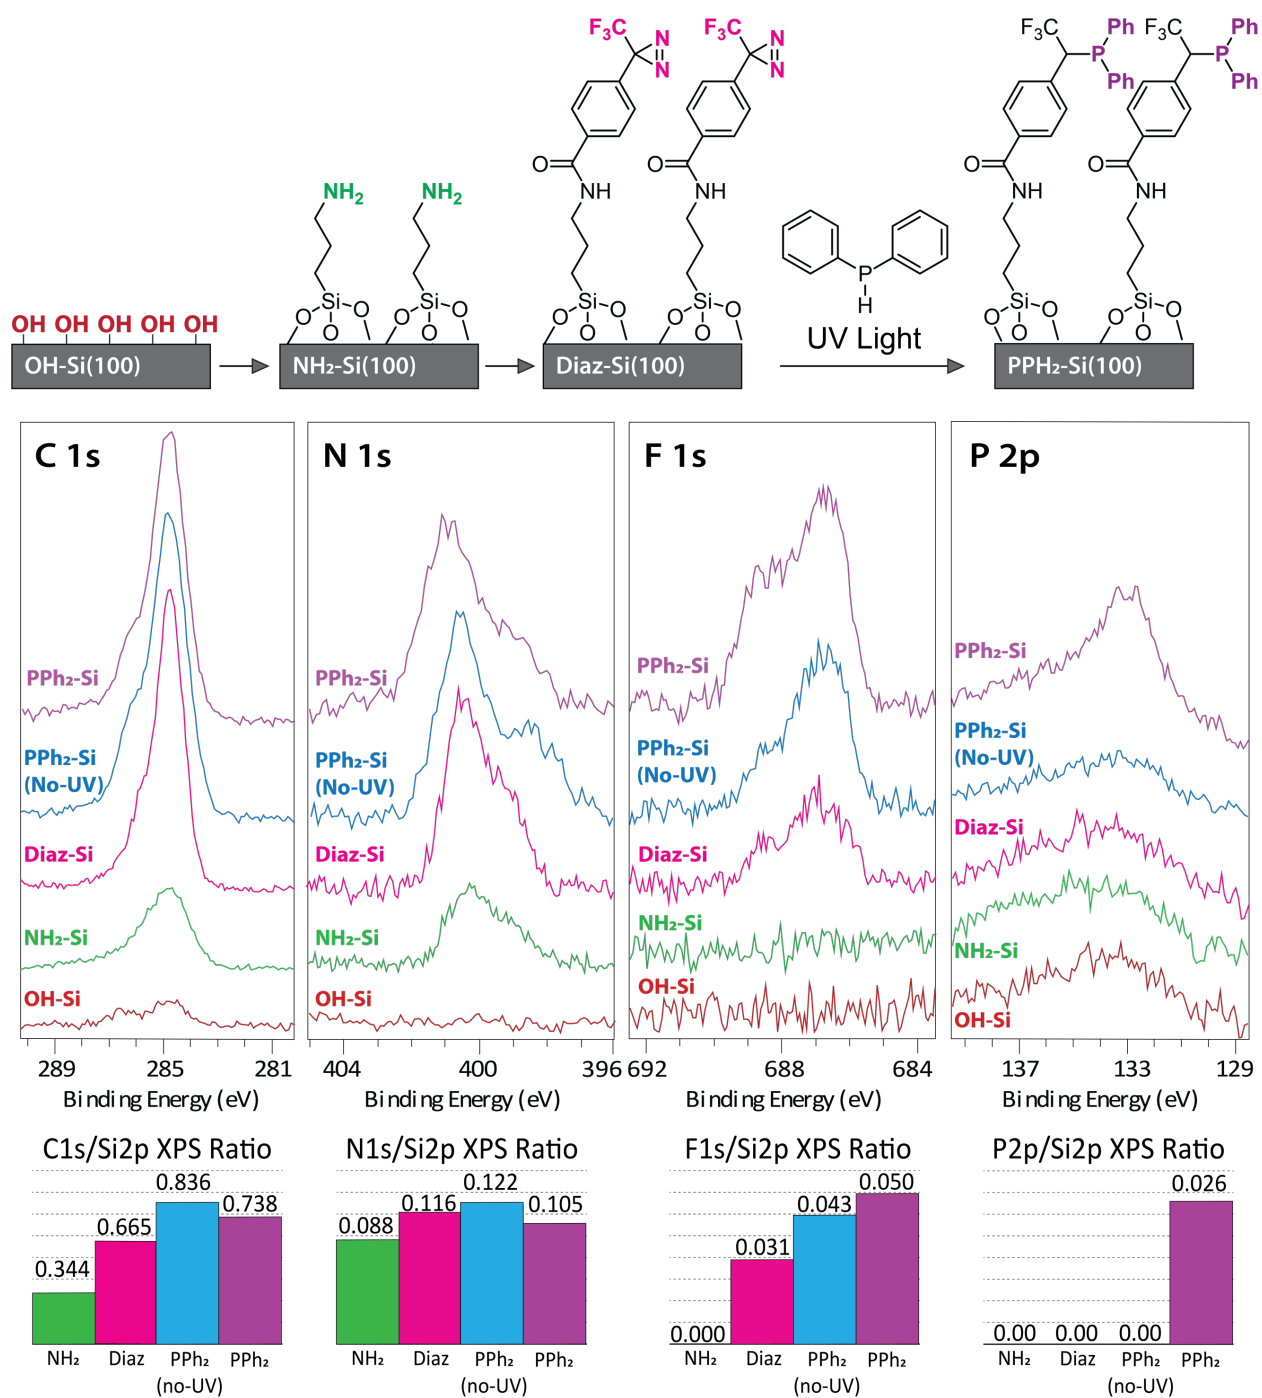 F₃C N N F₃C N N F₃C Ph P Ph F₃C Ph P Ph
O NH O NH O NH O NH
NH₂ NH₂
P
H
Si O O O Si O O O Si O O O Si O O O Si O O O Si O O O
OH OH OH OH OH
UV Light
OH-Si(100)
NH₂-Si(100)
Diaz-Si(100)
PPH₂-Si(100)
C 1s
PPh₂-Si
PPh₂-Si
(No-UV)
Diaz-Si
NH₂-Si
OH-Si
289 285 281
Binding Energy (eV)
N 1s
PPh₂-Si
PPh₂-Si
(No-UV)
Diaz-Si
NH₂-Si
OH-Si
404 400 396
Binding Energy (eV)
F 1s
PPh₂-Si
PPh₂-Si
(No-UV)
Diaz-Si
NH₂-Si
OH-Si
692 688 684
Binding Energy (eV)
P 2p
PPh₂-Si
PPh₂-Si
(No-UV)
Diaz-Si
NH₂-Si
OH-Si
137 133 129
Binding Energy (eV)
C1s/Si2p XPS Ratio
0.344 0.665 0.836 0.738
NH₂ Diaz PPh₂ PPh₂
(no-UV)
N1s/Si2p XPS Ratio
0.088 0.116 0.122 0.105
NH₂ Diaz PPh₂ PPh₂
(no-UV)
F1s/Si2p XPS Ratio
0.000 0.031 0.043 0.050
NH₂ Diaz PPh₂ PPh₂
(no-UV)
P2p/Si2p XPS Ratio
0.00 0.00 0.00 0.026
NH₂ Diaz PPh₂ PPh₂
(no-UV)